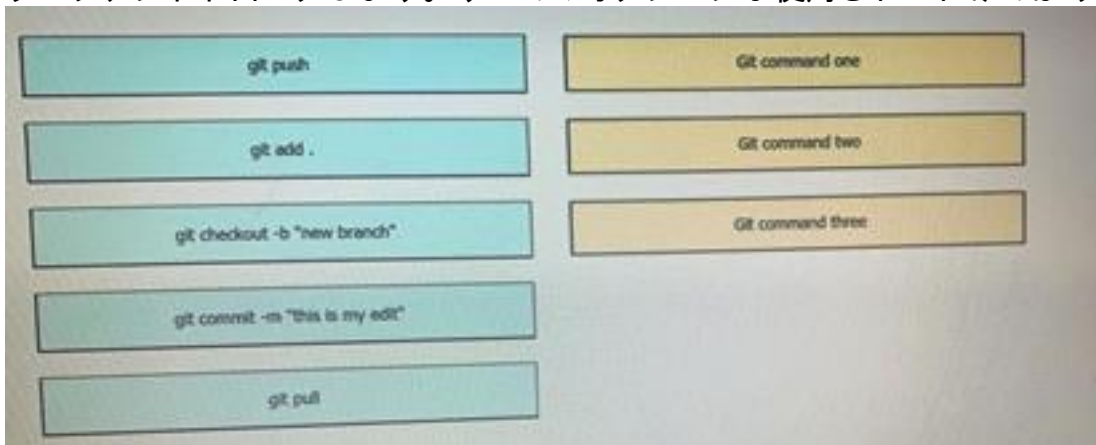 git push
git add .
git checkout -b "new branch"
git commit -m "this is my edit"
git pull
Git command one
Git command two
Git command three